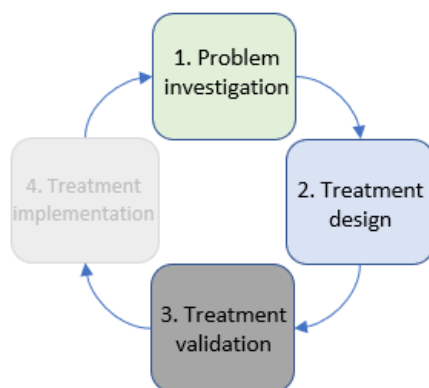 1. Problem
investigation
2. Treatment
design
3. Treatment
validation
4. Treatment
implementation